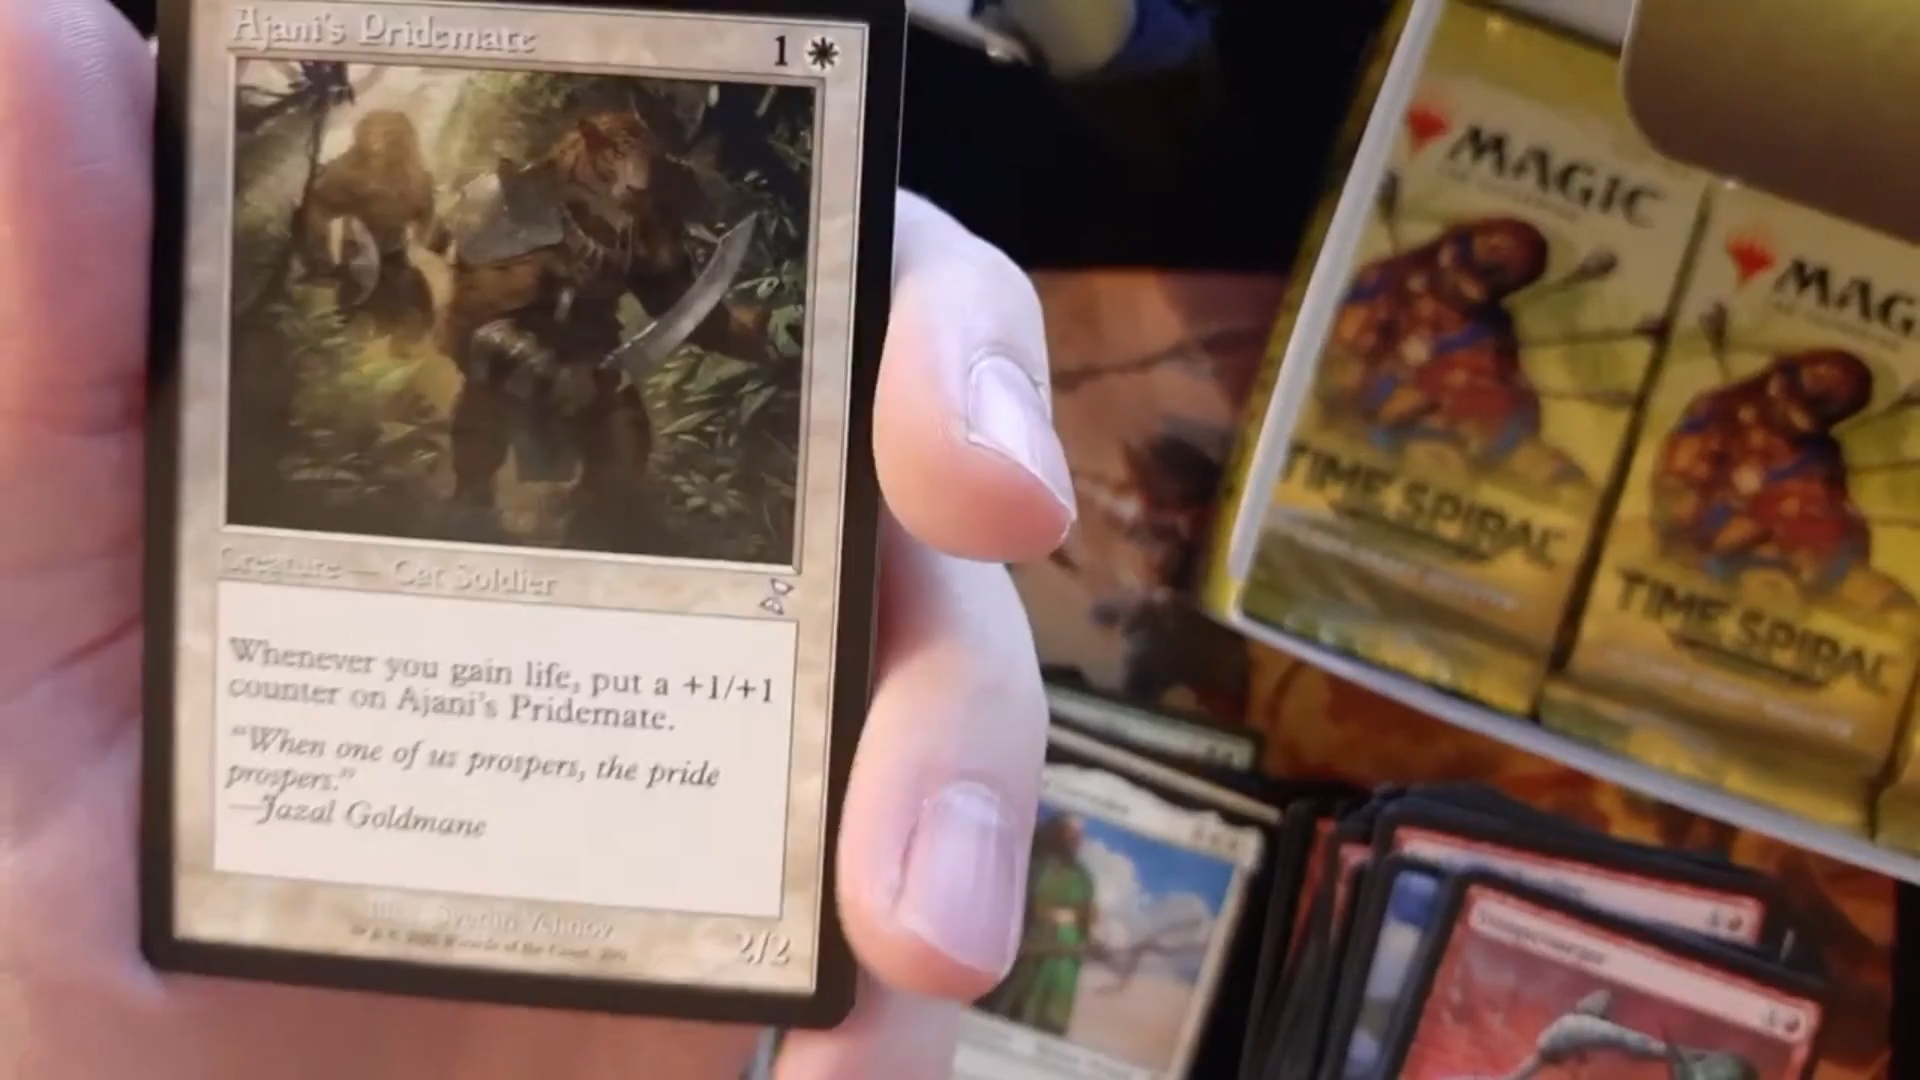 Ajani's Pridemate
1
Creature — Cat Soldier
Whenever you gain life, put a +1/+1
counter on Ajani's Pridemate.
"When one of us prospers, the pride
prospers."
—Jazal Goldmane
2/2
MAGIC
TIME SPIRAL
MAG
TIME SPIRAL